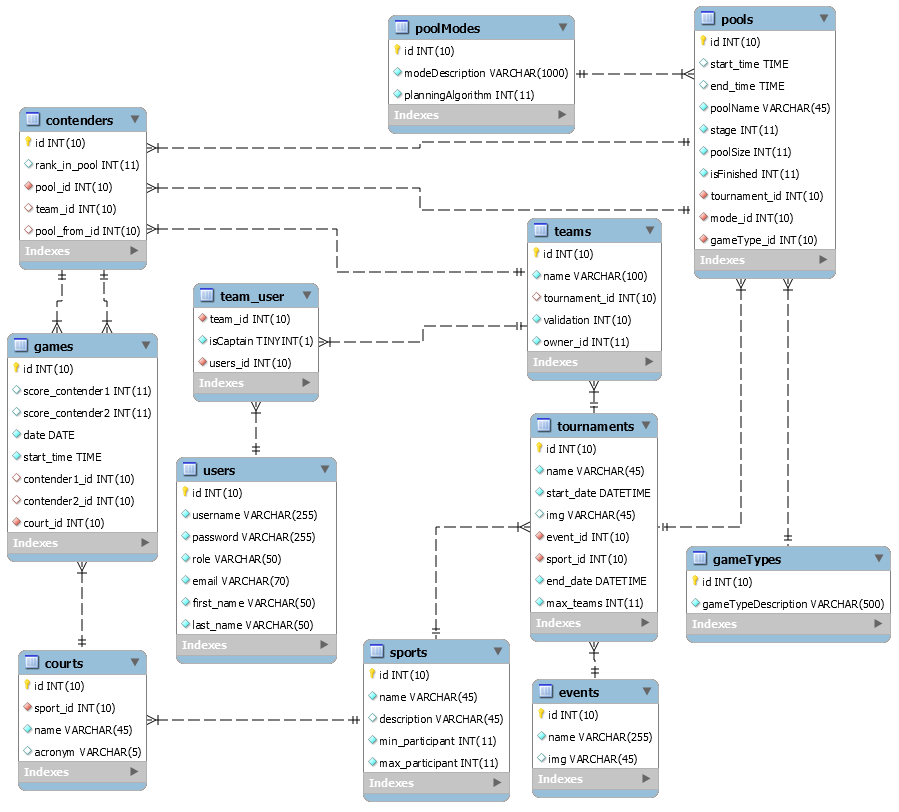 poolModes
id INT(10)
modeDescription VARCHAR(1000)
planningAlgorithm INT(11)
Indexes
pools
id INT(10)
start_time TIME
end_time TIME
poolName VARCHAR(45)
stage INT(11)
poolSize INT(11)
isFinished INT(11)
tournament_id INT(10)
mode_id INT(10)
gameType_id INT(10)
Indexes
contenders
id INT(10)
rank_in_pool INT(11)
pool_id INT(10)
team_id INT(10)
pool_from_id INT(10)
Indexes
teams
id INT(10)
name VARCHAR(100)
tournament_id INT(10)
validation INT(10)
owner_id INT(11)
Indexes
team_user
team_id INT(10)
isCaptain TINYINT(1)
users_id INT(10)
Indexes
games
id INT(10)
score_contender1 INT(11)
score_contender2 INT(11)
date DATE
start_time TIME
contender1_id INT(10)
contender2_id INT(10)
court_id INT(10)
Indexes
users
id INT(10)
username VARCHAR(255)
password VARCHAR(255)
role VARCHAR(50)
email VARCHAR(70)
first_name VARCHAR(50)
last_name VARCHAR(50)
Indexes
tournaments
id INT(10)
name VARCHAR(45)
start_date DATETIME
img VARCHAR(45)
event_id INT(10)
sport_id INT(10)
end_date DATETIME
max_teams INT(11)
Indexes
gameTypes
id INT(10)
gameTypeDescription VARCHAR(500)
Indexes
courts
id INT(10)
sport_id INT(10)
name VARCHAR(45)
acronym VARCHAR(5)
Indexes
sports
id INT(10)
name VARCHAR(45)
description VARCHAR(45)
min_participant INT(11)
max_participant INT(11)
Indexes
events
id INT(10)
name VARCHAR(255)
img VARCHAR(45)
Indexes